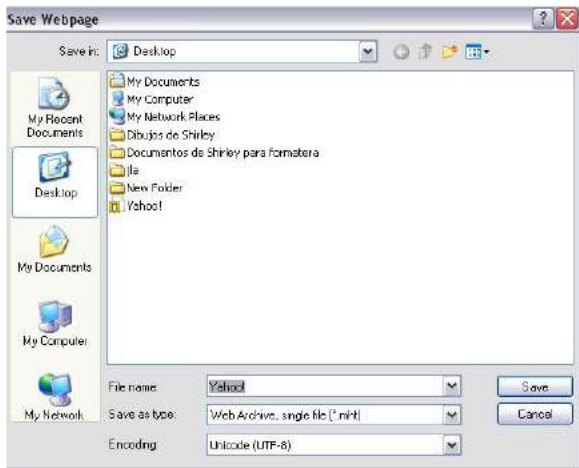 Save Webpage
Save in: Desktop
My Recent
Documents
Desktop
My Documents
My Computer
My Network
My Documents
My Computer
My Network Places
Dibujos de Shirley
Documentos de Shirley para formatera
jla
New Folder
Yahoo!
File name: Yahoo!
Save as type: Web Archive, single file (*.mht)
Encoding: Unicode (UTF-8)
Save
Cancel